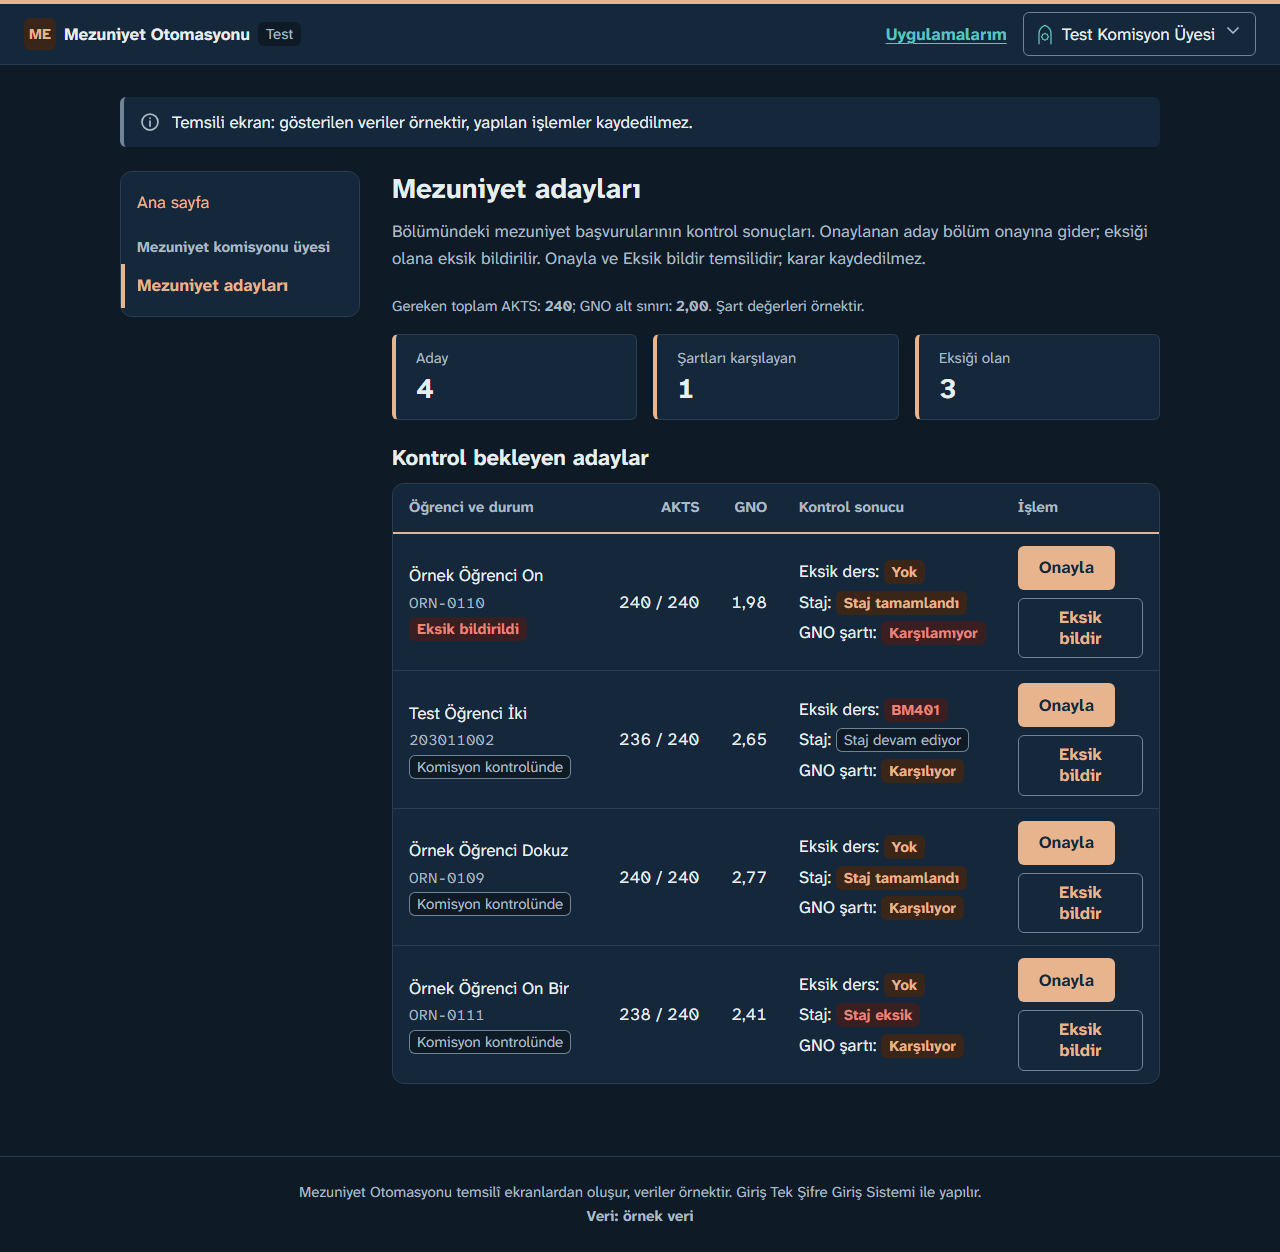 ME Mezuniyet Otomasyonu Test
Uygulamalarım
Test Komisyon Üyesi
Temsili ekran: gösterilen veriler örnektir, yapılan işlemler kaydedilmez.
Ana sayfa
Mezuniyet komisyonu üyesi
Mezuniyet adayları
Mezuniyet adayları
Bölümündeki mezuniyet başvurularının kontrol sonuçları. Onaylanan aday bölüm onayına gider; eksiği
olana eksik bildirilir. Onayla ve Eksik bildir temsilidir; karar kaydedilmez.
Gereken toplam AKTS: 240; GNO alt sınırı: 2,00. Şart değerleri örnektir.
Aday
4
Şartları karşılayan
1
Eksiği olan
3
Kontrol bekleyen adaylar
Öğrenci ve durum AKTS GNO Kontrol sonucu İşlem
Örnek Öğrenci On
ORN-0110
Eksik bildirildi
240 / 240
1,98
Eksik ders: Yok
Staj: Staj tamamlandı
GNO şartı: Karşılamıyor
Onayla
Eksik
bildir
Test Öğrenci İki
203011002
Komisyon kontrolünde
236 / 240
2,65
Eksik ders: BM401
Staj: Staj devam ediyor
GNO şartı: Karşılıyor
Onayla
Eksik
bildir
Örnek Öğrenci Dokuz
ORN-0109
Komisyon kontrolünde
240 / 240
2,77
Eksik ders: Yok
Staj: Staj tamamlandı
GNO şartı: Karşılıyor
Onayla
Eksik
bildir
Örnek Öğrenci On Bir
ORN-0111
Komisyon kontrolünde
238 / 240
2,41
Eksik ders: Yok
Staj: Staj eksik
GNO şartı: Karşılıyor
Onayla
Eksik
bildir
Mezuniyet Otomasyonu temsilî ekranlardan oluşur, veriler örnektir. Giriş Tek Şifre Giriş Sistemi ile yapılır.
Veri: örnek veri